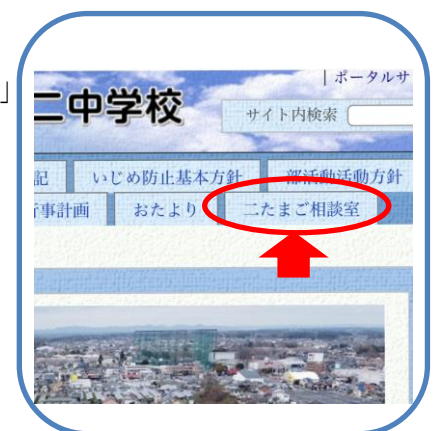 」
二中学校
｜ポータルサ
サイト内検索
記 いじめ防止基本方針 部活動活動方針
行事計画 おたより 二たまご相談室